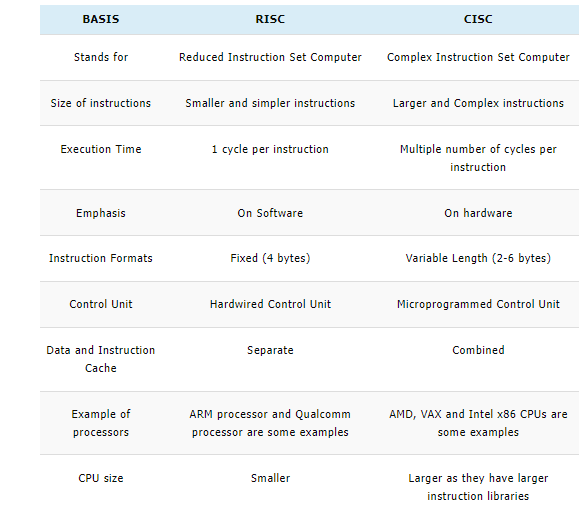 BASIS RISC CISC
Stands for Reduced Instruction Set Computer Complex Instruction Set Computer
Size of instructions Smaller and simpler instructions Larger and Complex instructions
Execution Time 1 cycle per instruction Multiple number of cycles per
instruction
Emphasis On Software On hardware
Instruction Formats Fixed (4 bytes) Variable Length (2-6 bytes)
Control Unit Hardwired Control Unit Microprogrammed Control Unit
Data and Instruction Separate Combined
Cache
Example of ARM processor and Qualcomm AMD, VAX and Intel x86 CPUs are
processors processor are some examples some examples
CPU size Smaller Larger as they have larger
instruction libraries